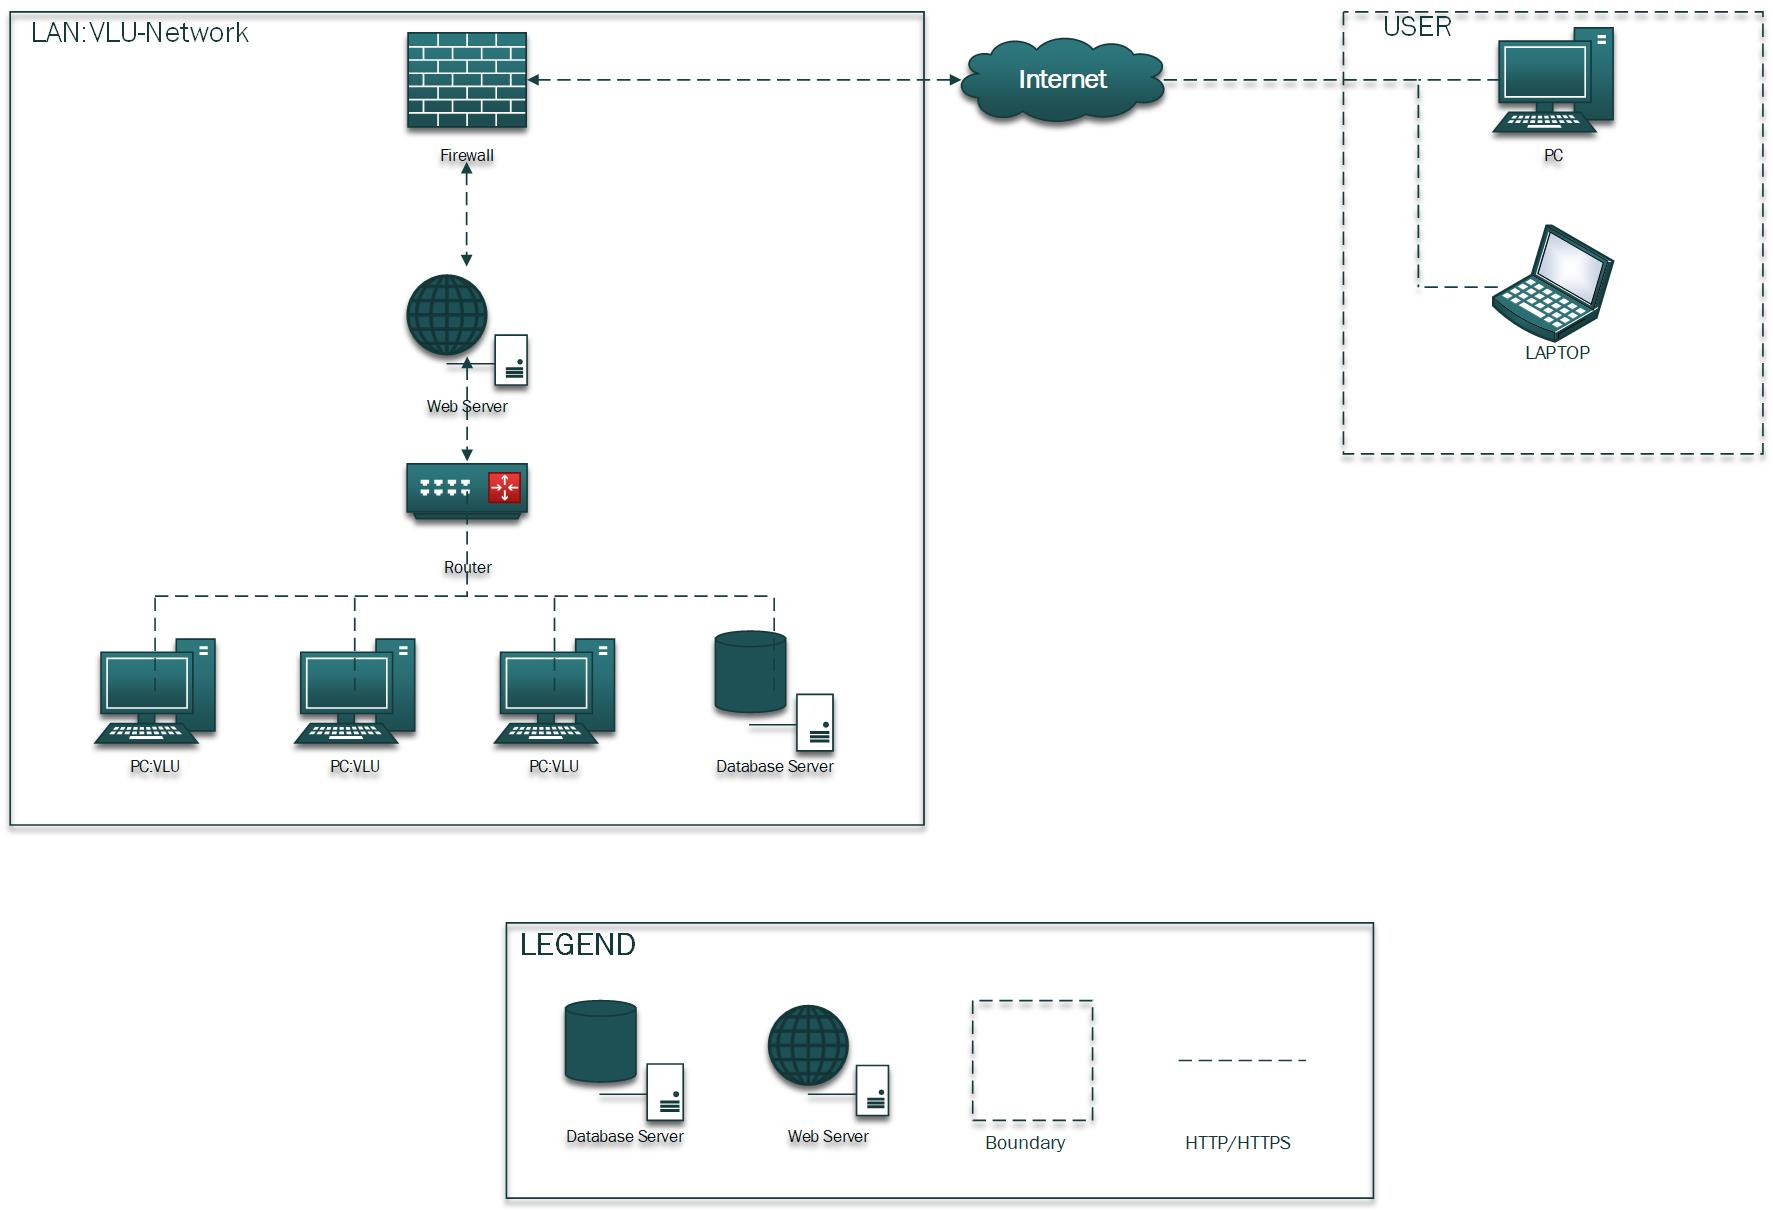 LAN:VLU-Network
USER
Internet
Firewall
PC
LAPTOP
Web Server
Router
PC:VLU
PC:VLU
PC:VLU
Database Server
LEGEND
Database Server
Web Server
Boundary
HTTP/HTTPS